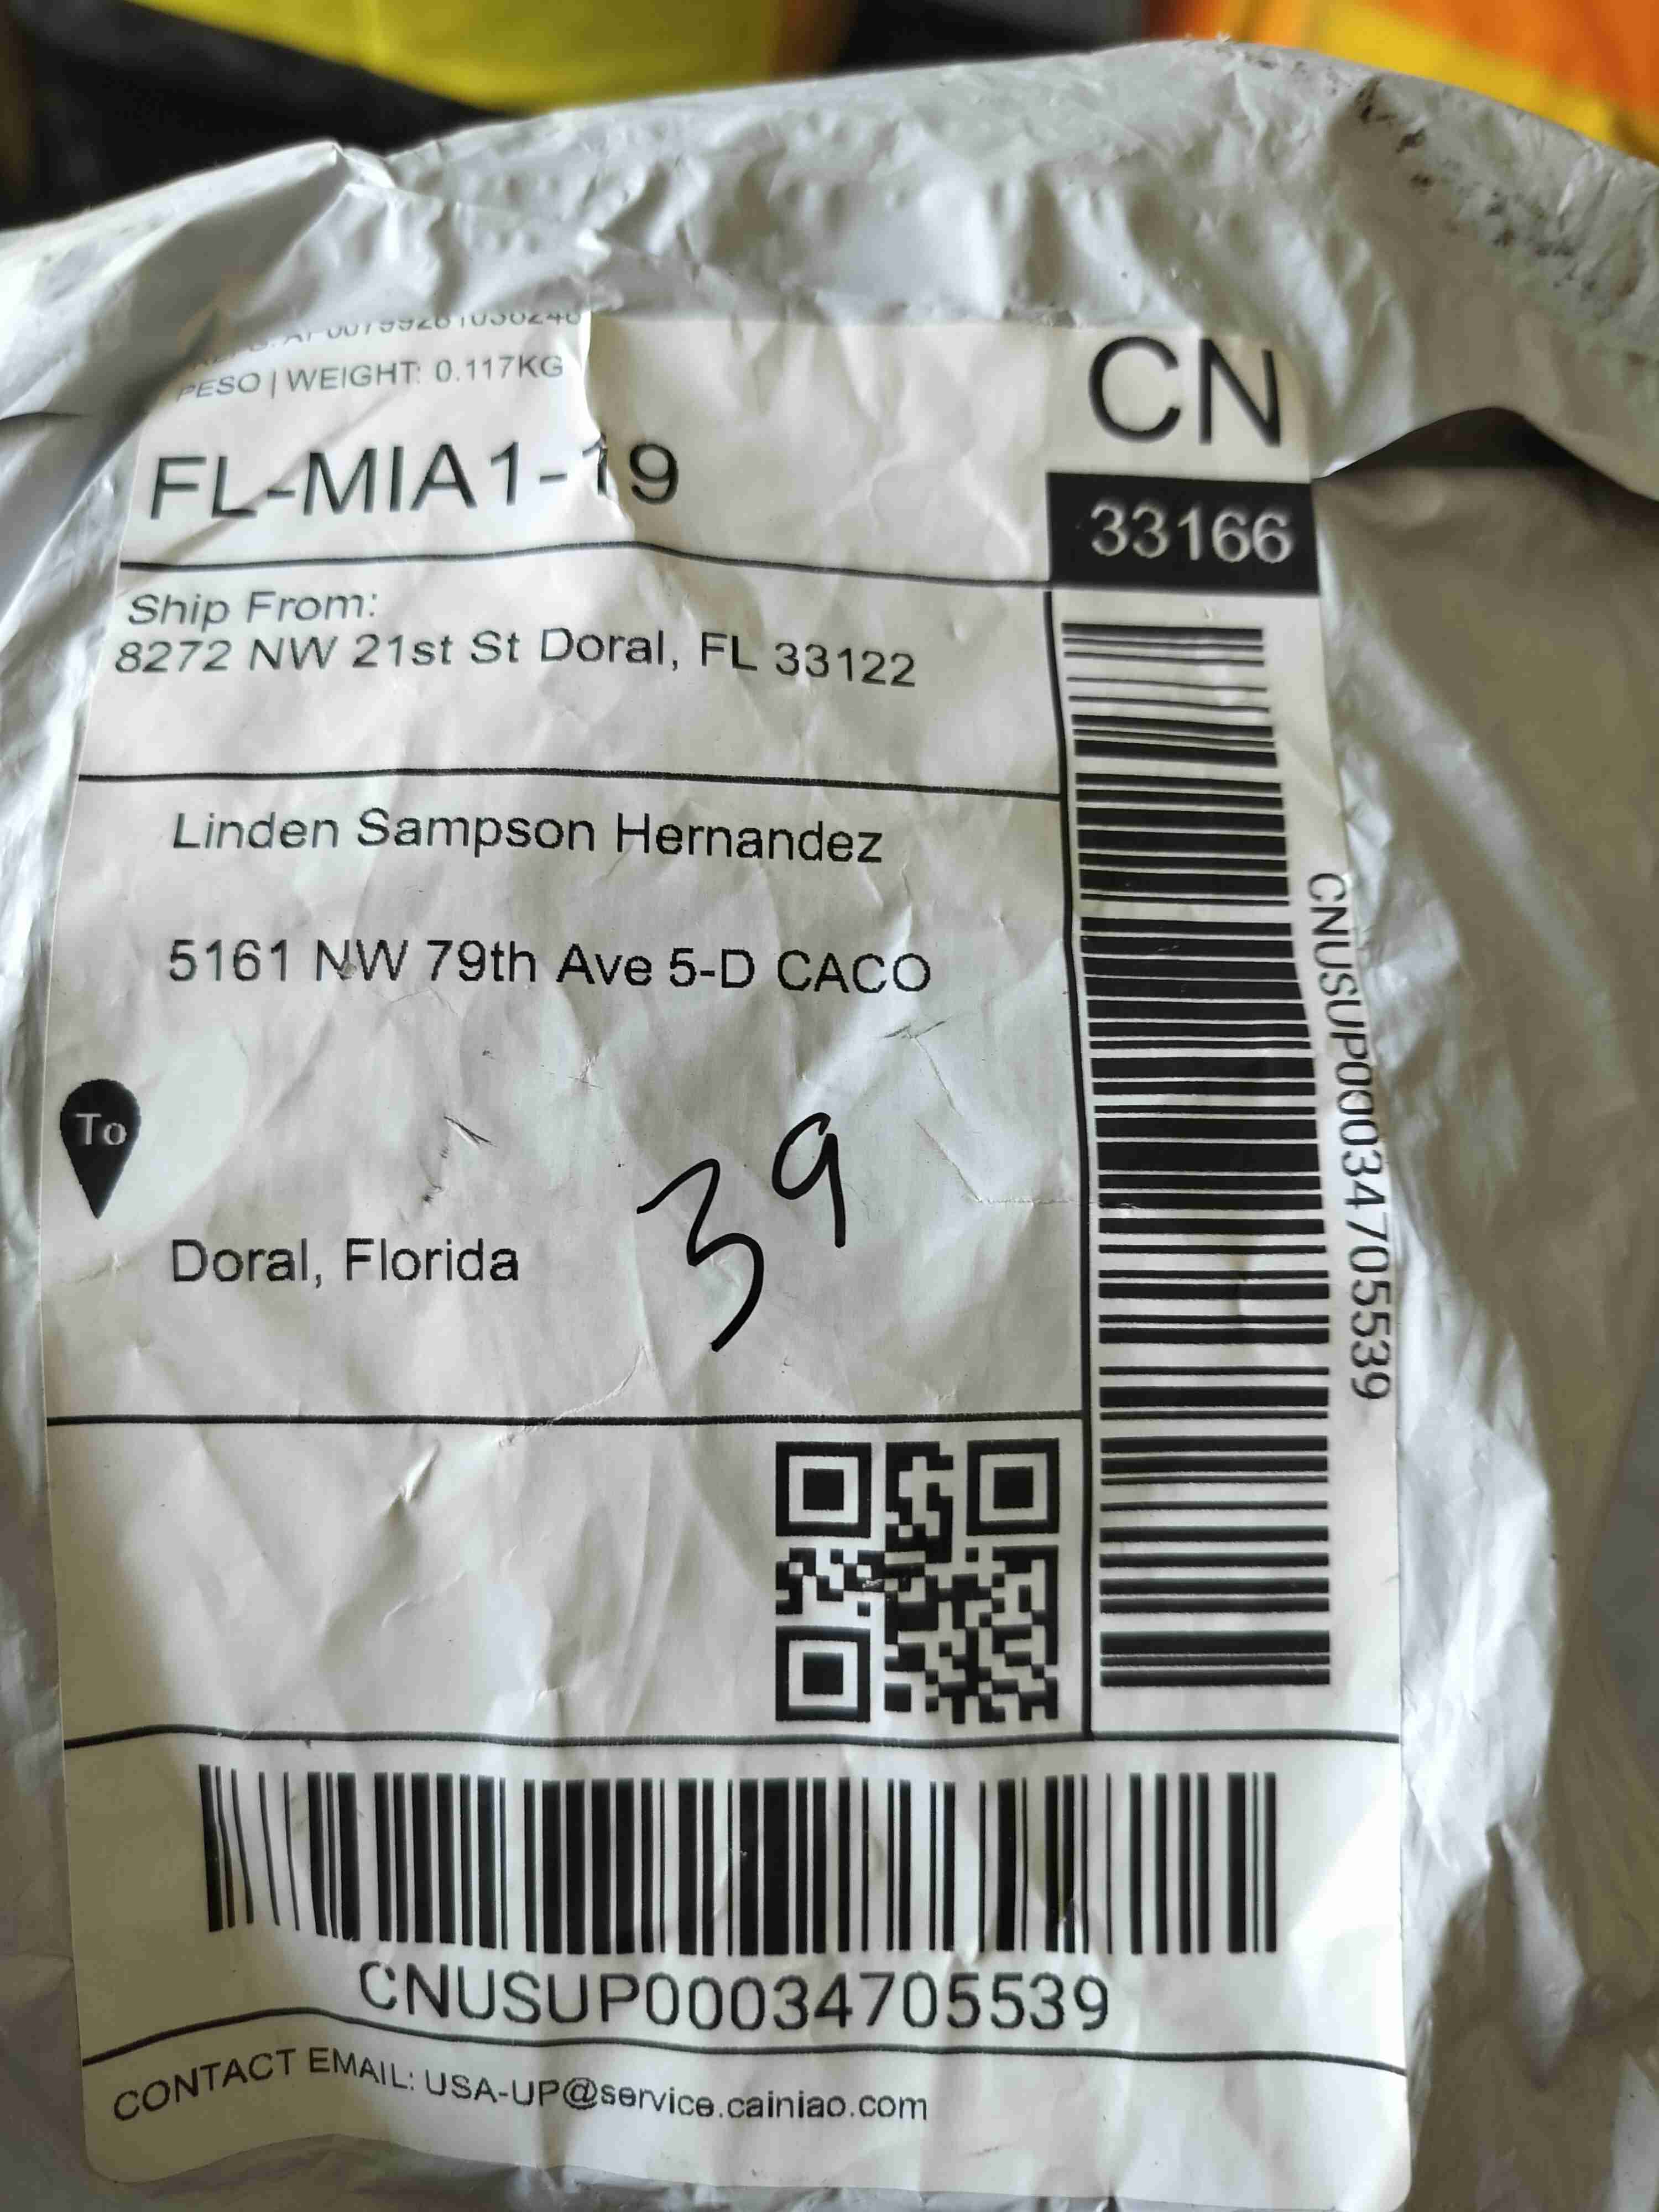 PESO | WEIGHT: 0.117KG
CN
FL-MIA1-19
33166
Ship From:
8272 NW 21st St Doral, FL 33122
Linden Sampson Hernandez
5161 NW 79th Ave 5-D CACO
To
39
Doral, Florida
CNUSUP00034705539
CNUSUP00034705539
CONTACT EMAIL: USA-UP@service.cainiao.com